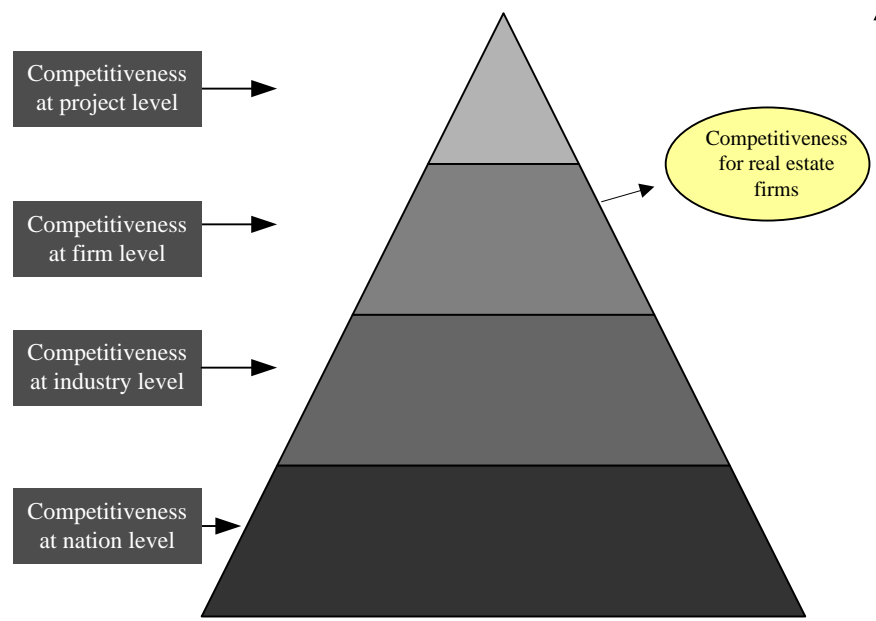 Competitiveness
at project level
Competitiveness
for real estate
firms
Competitiveness
at firm level
Competitiveness
at industry level
Competitiveness
at nation level